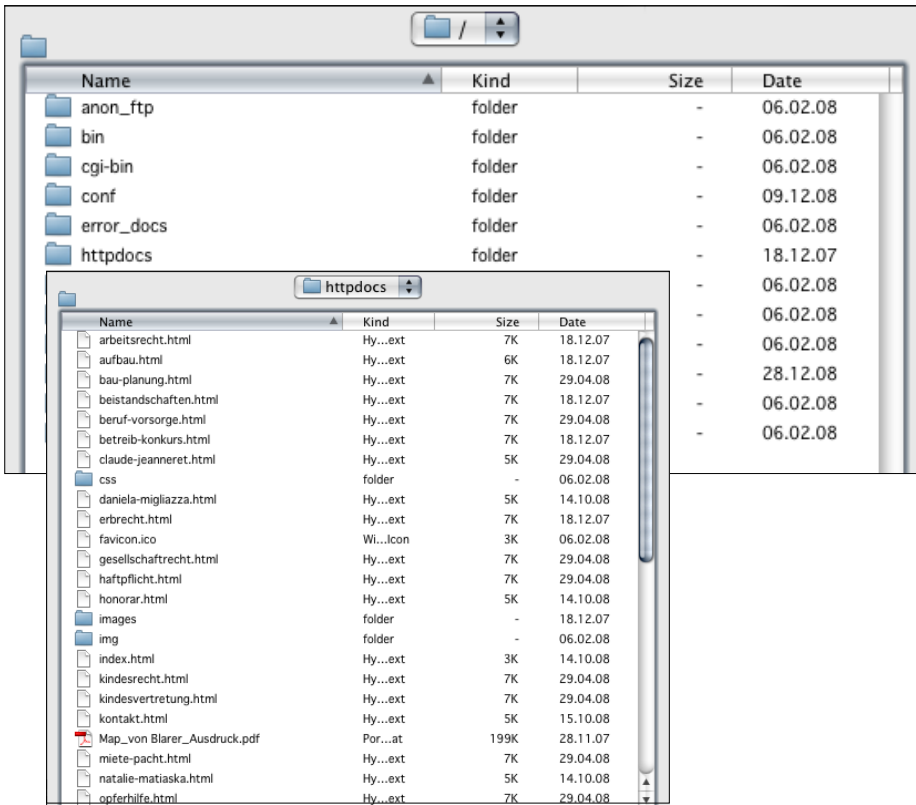 /
Name Kind Size Date
anon_ftp folder - 06.02.08
bin folder - 06.02.08
cgi-bin folder - 06.02.08
conf folder - 09.12.08
error_docs folder - 06.02.08
httpdocs folder - 18.12.07
- 06.02.08
- 06.02.08
- 06.02.08
- 28.12.08
- 06.02.08
- 06.02.08
httpdocs
Name Kind Size Date
arbeitsrecht.html Hy...ext 7K 18.12.07
aufbau.html Hy...ext 6K 18.12.07
bau-planung.html Hy...ext 7K 29.04.08
beistandschaften.html Hy...ext 7K 18.12.07
beruf-vorsorge.html Hy...ext 7K 29.04.08
betreib-konkurs.html Hy...ext 7K 18.12.07
claude-jeanneret.html Hy...ext 5K 29.04.08
css folder - 06.02.08
daniela-migliazza.html Hy...ext 5K 14.10.08
erbrecht.html Hy...ext 7K 18.12.07
favicon.ico Wi...Icon 3K 06.02.08
gesellschaftrecht.html Hy...ext 7K 29.04.08
haftpflicht.html Hy...ext 7K 29.04.08
honorar.html Hy...ext 5K 14.10.08
images folder - 18.12.07
img folder - 06.02.08
index.html Hy...ext 3K 14.10.08
kindesrecht.html Hy...ext 7K 29.04.08
kindesvertretung.html Hy...ext 7K 29.04.08
kontakt.html Hy...ext 5K 15.10.08
Map_von Blarer_Ausdruck.pdf Por...at 199K 28.11.07
miete-pacht.html Hy...ext 7K 29.04.08
natalie-matiaska.html Hy...ext 5K 14.10.08
opferhilfe.html Hy...ext 7K 29.04.08